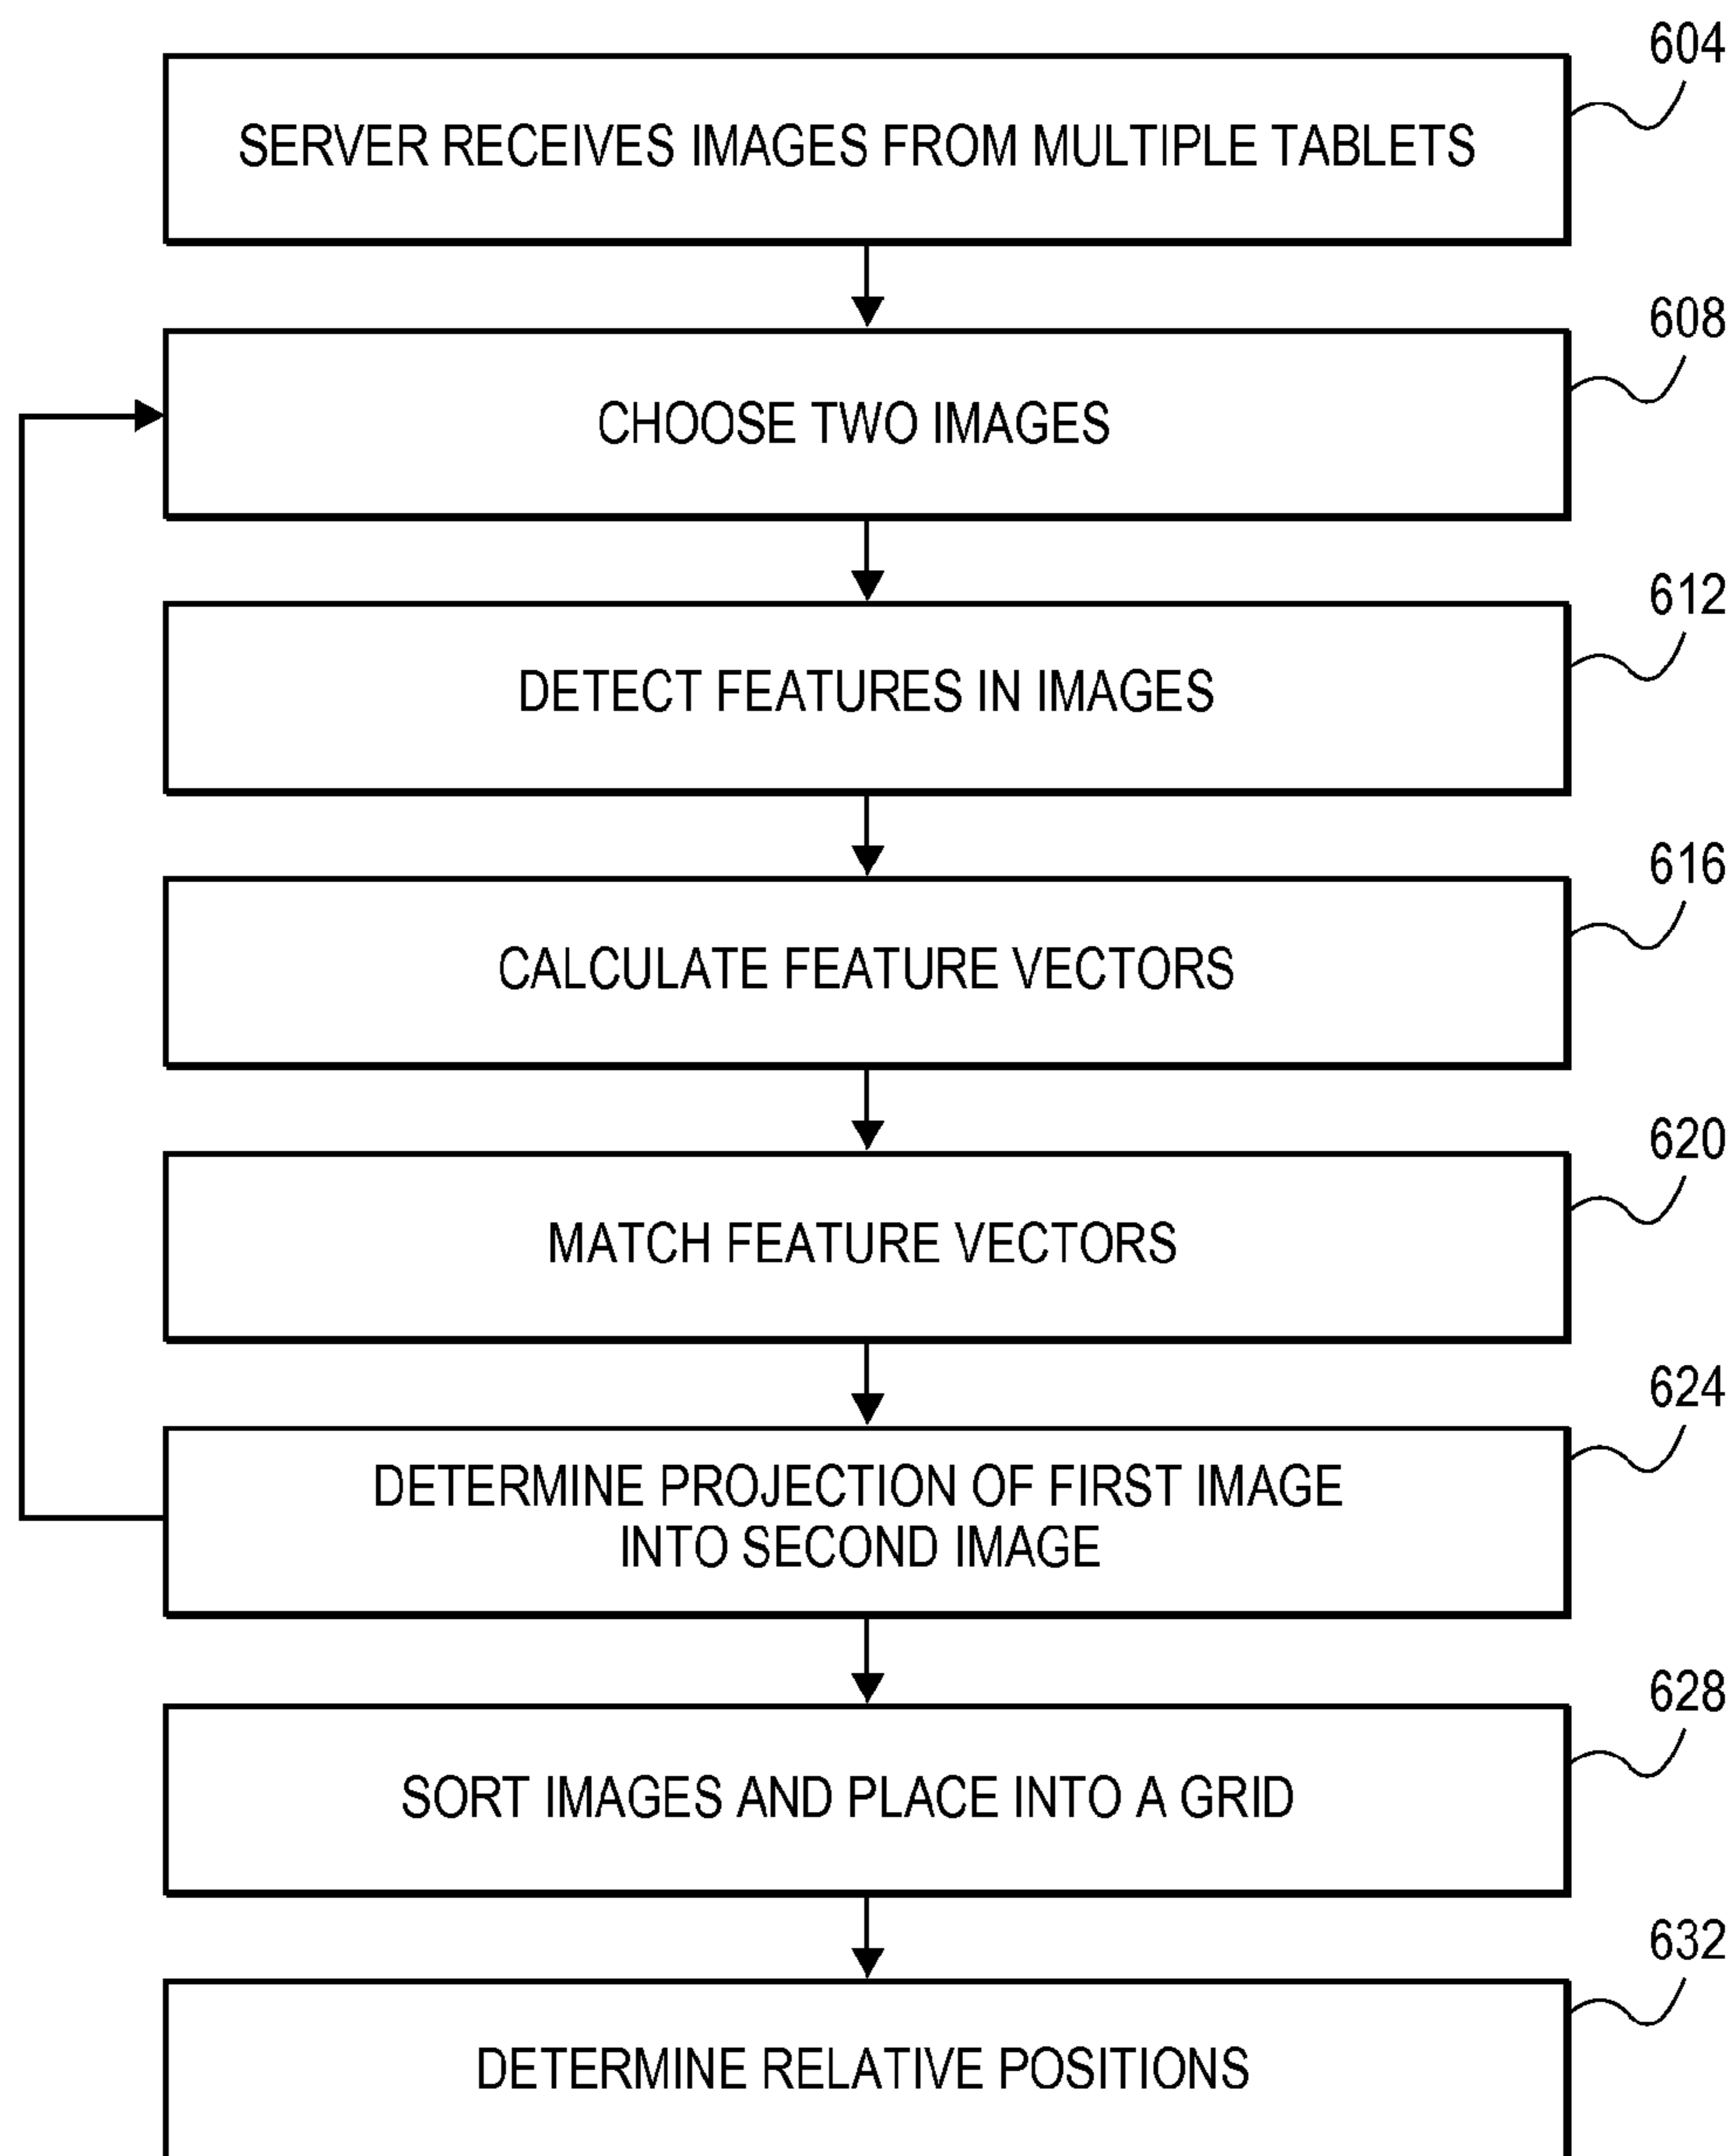 604
SERVER RECEIVES IMAGES FROM MULTIPLE TABLETS
608
CHOOSE TWO IMAGES
612
DETECT FEATURES IN IMAGES
616
CALCULATE FEATURE VECTORS
620
MATCH FEATURE VECTORS
624
DETERMINE PROJECTION OF FIRST IMAGE
INTO SECOND IMAGE
628
SORT IMAGES AND PLACE INTO A GRID
632
DETERMINE RELATIVE POSITIONS